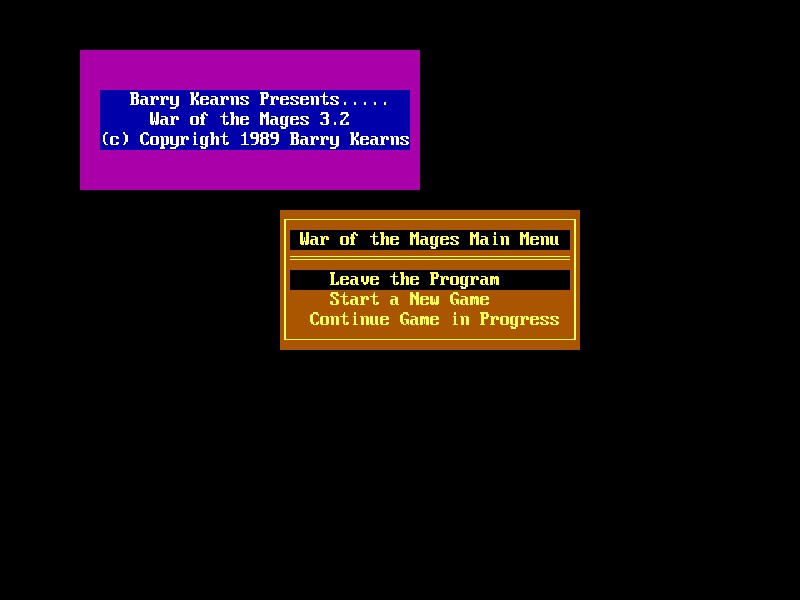 Barry Kearns Presents.....
War of the Mages 3.2
(c) Copyright 1989 Barry Kearns
War of the Mages Main Menu
Leave the Program
Start a New Game
Continue Game in Progress